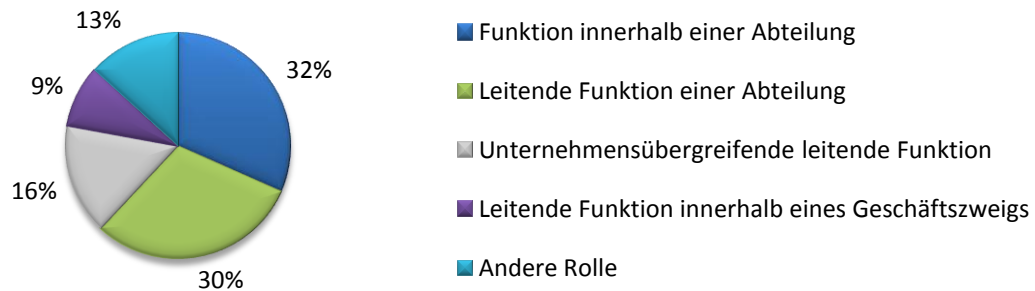 13%
32%
9%
16%
30%
Funktion innerhalb einer Abteilung
Leitende Funktion einer Abteilung
Unternehmensübergreifende leitende Funktion
Leitende Funktion innerhalb eines Geschäftszweigs
Andere Rolle